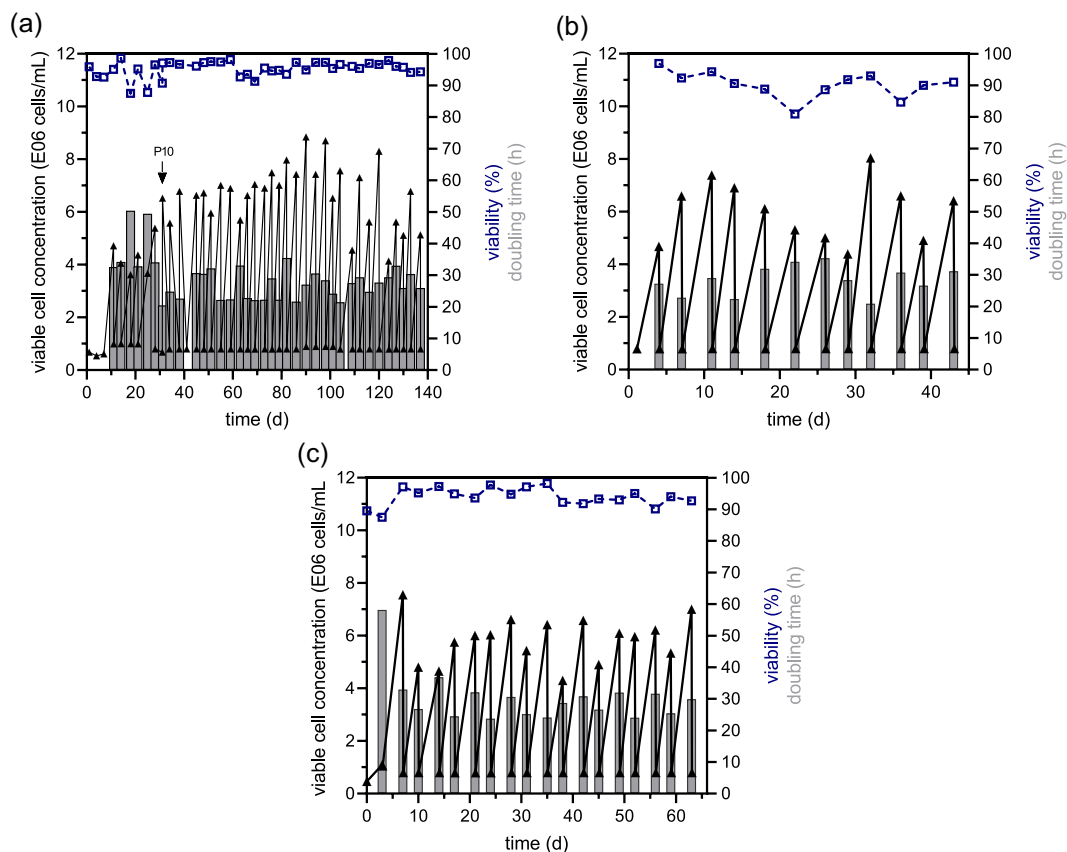 (a)
viable cell concentration (E06 cells/mL)
12
10
8
6
4
2
0
P10
100
90
80
70
60
50
40
30
20
10
0
viability (%)
doubling time (h)
0 20 40 60 80 100 120 140
time (d)
(b)
viable cell concentration (E06 cells/mL)
12
10
8
6
4
2
0
100
90
80
70
60
50
40
30
20
10
0
viability (%)
doubling time (h)
0 10 20 30 40
time (d)
(c)
viable cell concentration (E06 cells/mL
12
10
8
6
4
2
0
100
90
80
70
60
50
40
30
20
10
0
viability (%)
doubling time (h)
0 10 20 30 40 50 60
time (d)